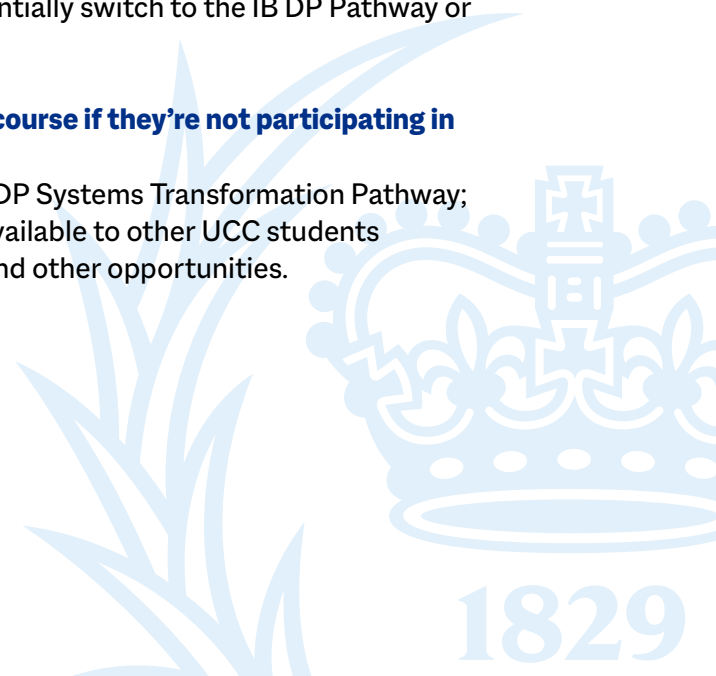 ntially switch to the IB DP Pathway or
course if they’re not participating in
DP Systems Transformation Pathway;
vailable to other UCC students
nd other opportunities.
1829